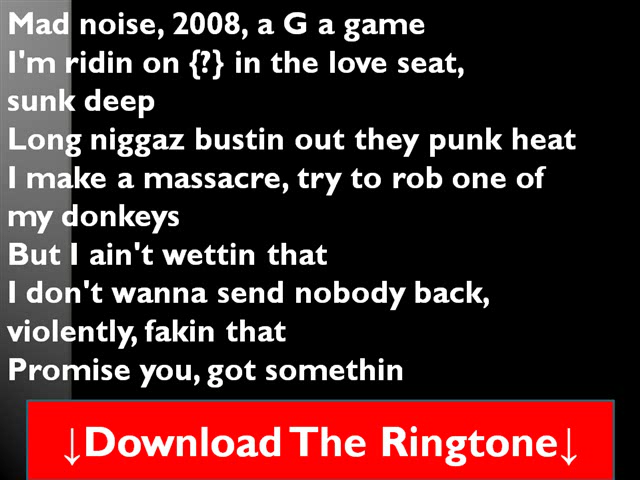 Mad noise, 2008, a G a game
I'm ridin on {?} in the love seat,
sunk deep
Long niggaz bustin out they punk heat
I make a massacre, try to rob one of
my donkeys
But I ain't wettin that
I don't wanna send nobody back,
violently, fakin that
Promise you, got somethin
↓Download The Ringtone↓